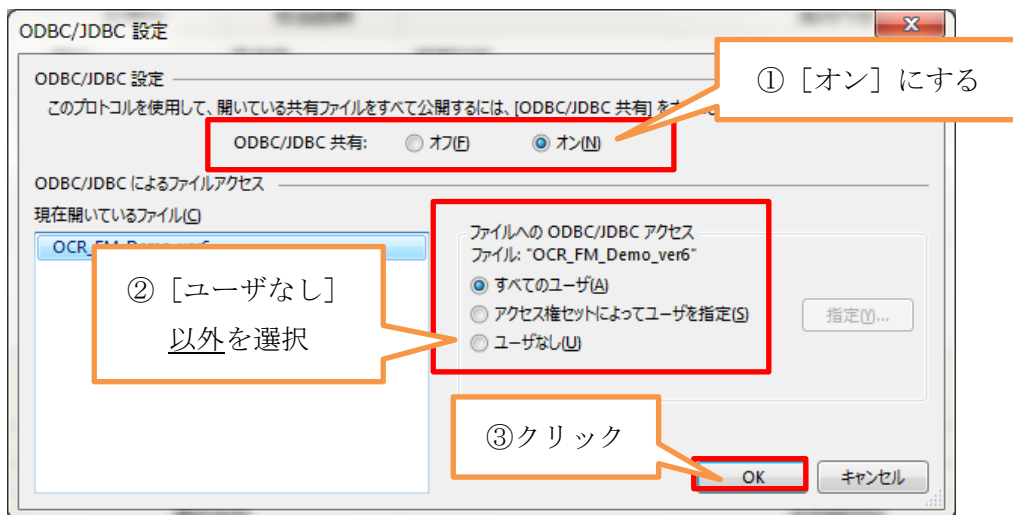 ODBC/JDBC 設定
ODBC/JDBC 設定
①［オン］にする
このプロトコルを使用して、開いている共有ファイルをすべて公開するには、[ODBC/JDBC 共有] を
ODBC/JDBC 共有: オフ(F) オン(N)
ODBC/JDBC によるファイルアクセス
現在開いているファイル(C)
OCR_FM_Demo_ver6
②［ユーザなし］
以外を選択
ファイルへの ODBC/JDBC アクセス
ファイル: "OCR_FM_Demo_ver6"
すべてのユーザ(A)
アクセス権セットによってユーザを指定(S)
指定(Y)...
ユーザなし(U)
③クリック
OK
キャンセル